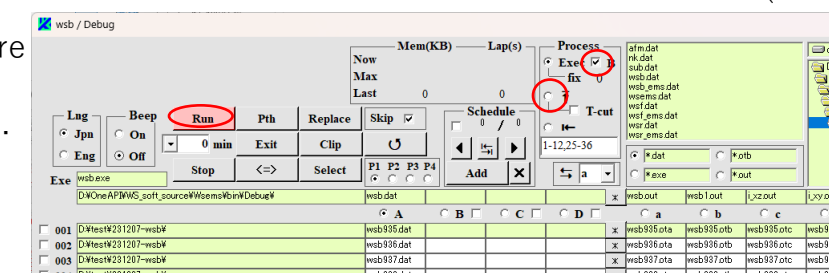 wsb / Debug
re
.
Mem(KB) Lap(s)
Now
Max
Last 0 0
Process
Exec B
fix 0
T-cut
1-12,25-36
a
afm.dat
nk.dat
sub.dat
wsb.dat
wsb_ems.dat
wsems.dat
wsf.dat
wsf_ems.dat
wsr.dat
wsr_ems.dat
*.dat *.otb
*.exe *.out
Lng Beep
Jpn On
Eng Off
Run Pth Replace Skip
0 min Exit Clip
Stop <=> Select P1 P2 P3 P4
Schedule
0 / 0
Add
Exe wsb.exe
D:¥OneAPI¥WS_soft_source¥Wsems¥bin¥Debug¥ wsb.dat x wsb.out wsb1.out i_xz.out
A B C D a b c
001 D:¥test¥231207-wsb¥ wsb935.dat x wsb935.ota wsb935.otb wsb935.otc
002 D:¥test¥231207-wsb¥ wsb936.dat x wsb936.ota wsb936.otb wsb936.otc
003 D:¥test¥231207-wsb¥ wsb937.dat x wsb937.ota wsb937.otb wsb937.otc